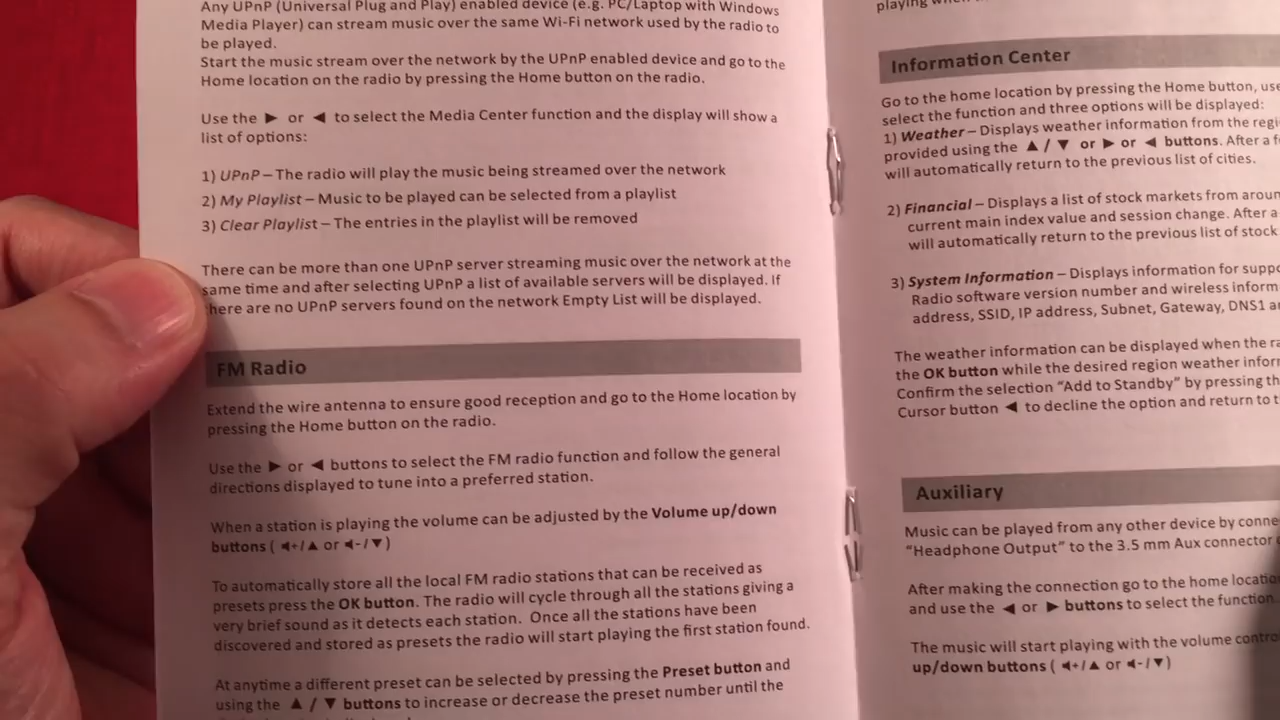 Any UPnP (Universal Plug and Play) enabled device (e.g. PC/Laptop with Windows
Media Player) can stream music over the same Wi-Fi network used by the radio to
be played.
Start the music stream over the network by the UPnP enabled device and go to the
Home location on the radio by pressing the Home button on the radio.
Use the ▶ or ◀ to select the Media Center function and the display will show a
list of options:
1) UPnP – The radio will play the music being streamed over the network
2) My Playlist – Music to be played can be selected from a playlist
3) Clear Playlist – The entries in the playlist will be removed
There can be more than one UPnP server streaming music over the network at the
same time and after selecting UPnP a list of available servers will be displayed. If
there are no UPnP servers found on the network Empty List will be displayed.
FM Radio
Extend the wire antenna to ensure good reception and go to the Home location by
pressing the Home button on the radio.
Use the ▶ or ◀ buttons to select the FM radio function and follow the general
directions displayed to tune into a preferred station.
When a station is playing the volume can be adjusted by the Volume up/down
buttons ( ◀+/▲ or ◀-/▼)
To automatically store all the local FM radio stations that can be received as
presets press the OK button. The radio will cycle through all the stations giving a
very brief sound as it detects each station. Once all the stations have been
discovered and stored as presets the radio will start playing the first station found.
At anytime a different preset can be selected by pressing the Preset button and
using the ▲ / ▼ buttons to increase or decrease the preset number until the
playing when
Information Center
Go to the home location by pressing the Home button, use
select the function and three options will be displayed:
1) Weather – Displays weather information from the regi
provided using the ▲ / ▼ or ▶ or ◀ buttons. After a f
will automatically return to the previous list of cities.
2) Financial – Displays a list of stock markets from aroun
current main index value and session change. After a
will automatically return to the previous list of stock
3) System Information – Displays information for suppo
Radio software version number and wireless inform
address, SSID, IP address, Subnet, Gateway, DNS1 a
The weather information can be displayed when the ra
the OK button while the desired region weather infor
Confirm the selection "Add to Standby" by pressing th
Cursor button ◀ to decline the option and return to t
Auxiliary
Music can be played from any other device by conne
"Headphone Output" to the 3.5 mm Aux connector
After making the connection go to the home locatio
and use the ◀ or ▶ buttons to select the function.
The music will start playing with the volume contro
up/down buttons ( ◀+/▲ or ◀-/▼)